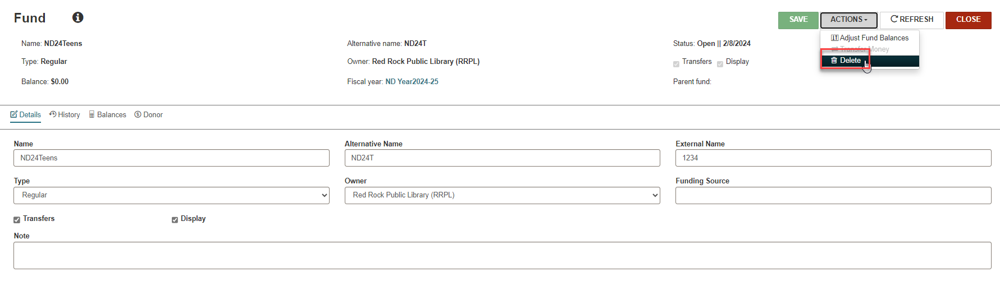 Fund
SAVE ACTIONS REFRESH CLOSE
Adjust Fund Balances
Transfer Money
Delete
Name: ND24Teens Alternative name: ND24T Status: Open || 2/8/2024
Type: Regular Owner: Red Rock Public Library (RRPL) Transfers Display
Balance: $0.00 Fiscal year: ND Year2024-25 Parent fund:
Details History Balances Donor
Name Alternative Name External Name
ND24Teens ND24T 1234
Type Owner Funding Source
Regular Red Rock Public Library (RRPL)
Transfers Display
Note